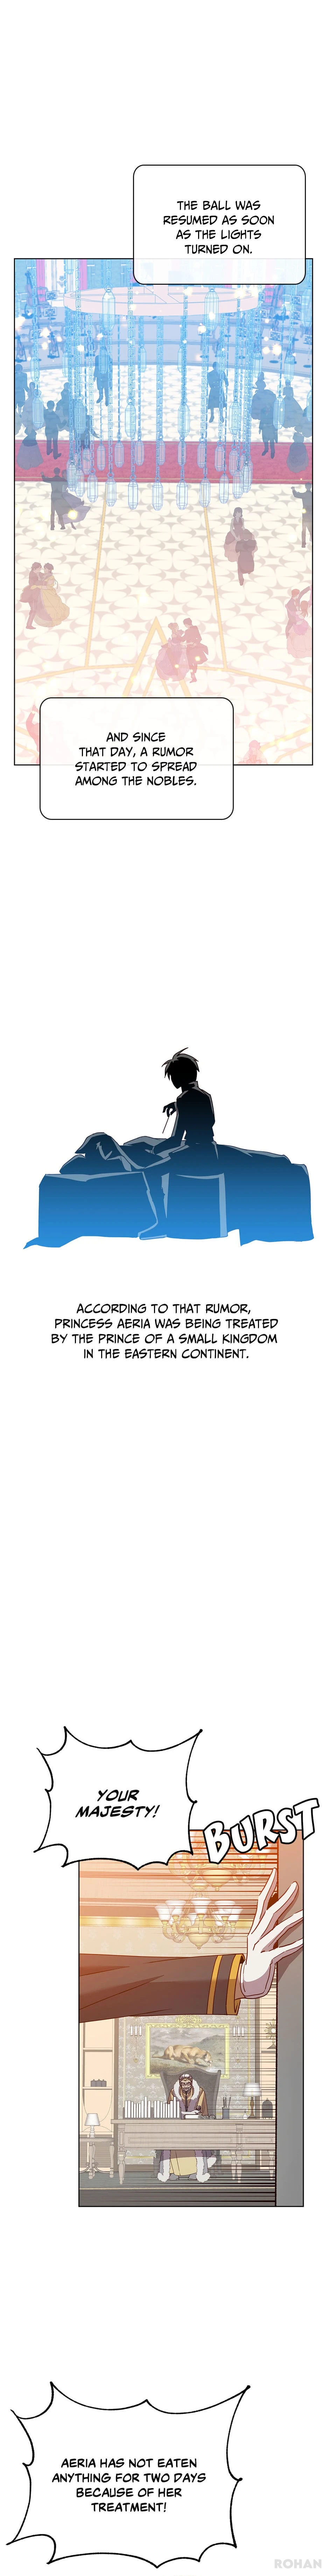 THE BALL WAS
RESUMED AS SOON
AS THE LIGHTS
TURNED ON.
AND SINCE
THAT DAY, A RUMOR
STARTED TO SPREAD
AMONG THE NOBLES.
ACCORDING TO THAT RUMOR,
PRINCESS AERIA WAS BEING TREATED
BY THE PRINCE OF A SMALL KINGDOM
IN THE EASTERN CONTINENT.
YOUR
MAJESTY!
BURST
AERIA HAS NOT EATEN
ANYTHING FOR TWO DAYS
BECAUSE OF HER
TREATMENT!
ROHAN